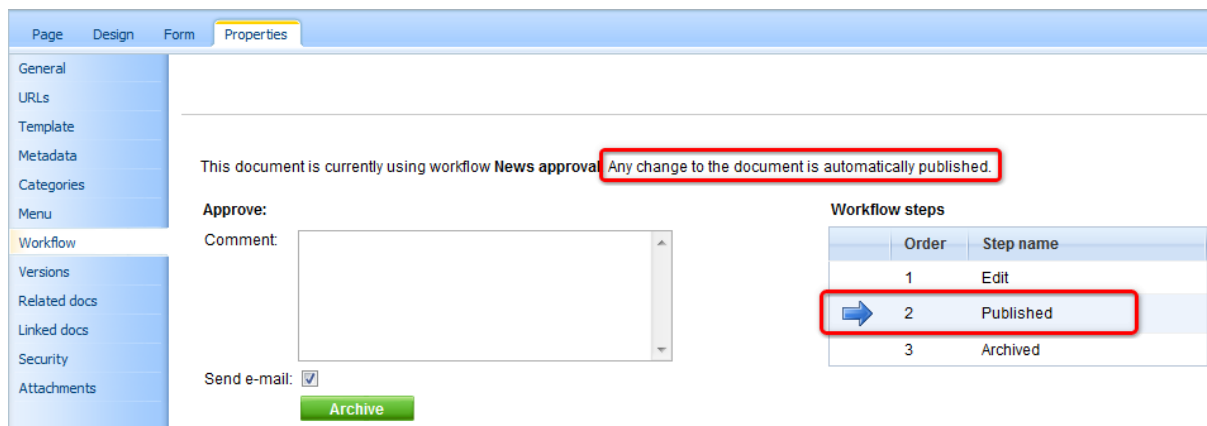 Page Design Form Properties
General
URLs
Template
Metadata
Categories
Menu
Workflow
Versions
Related docs
Linked docs
Security
Attachments
This document is currently using workflow News approval Any change to the document is automatically published.
Approve:
Comment:
Send e-mail:
Archive
Workflow steps
Order Step name
1 Edit
2 Published
3 Archived